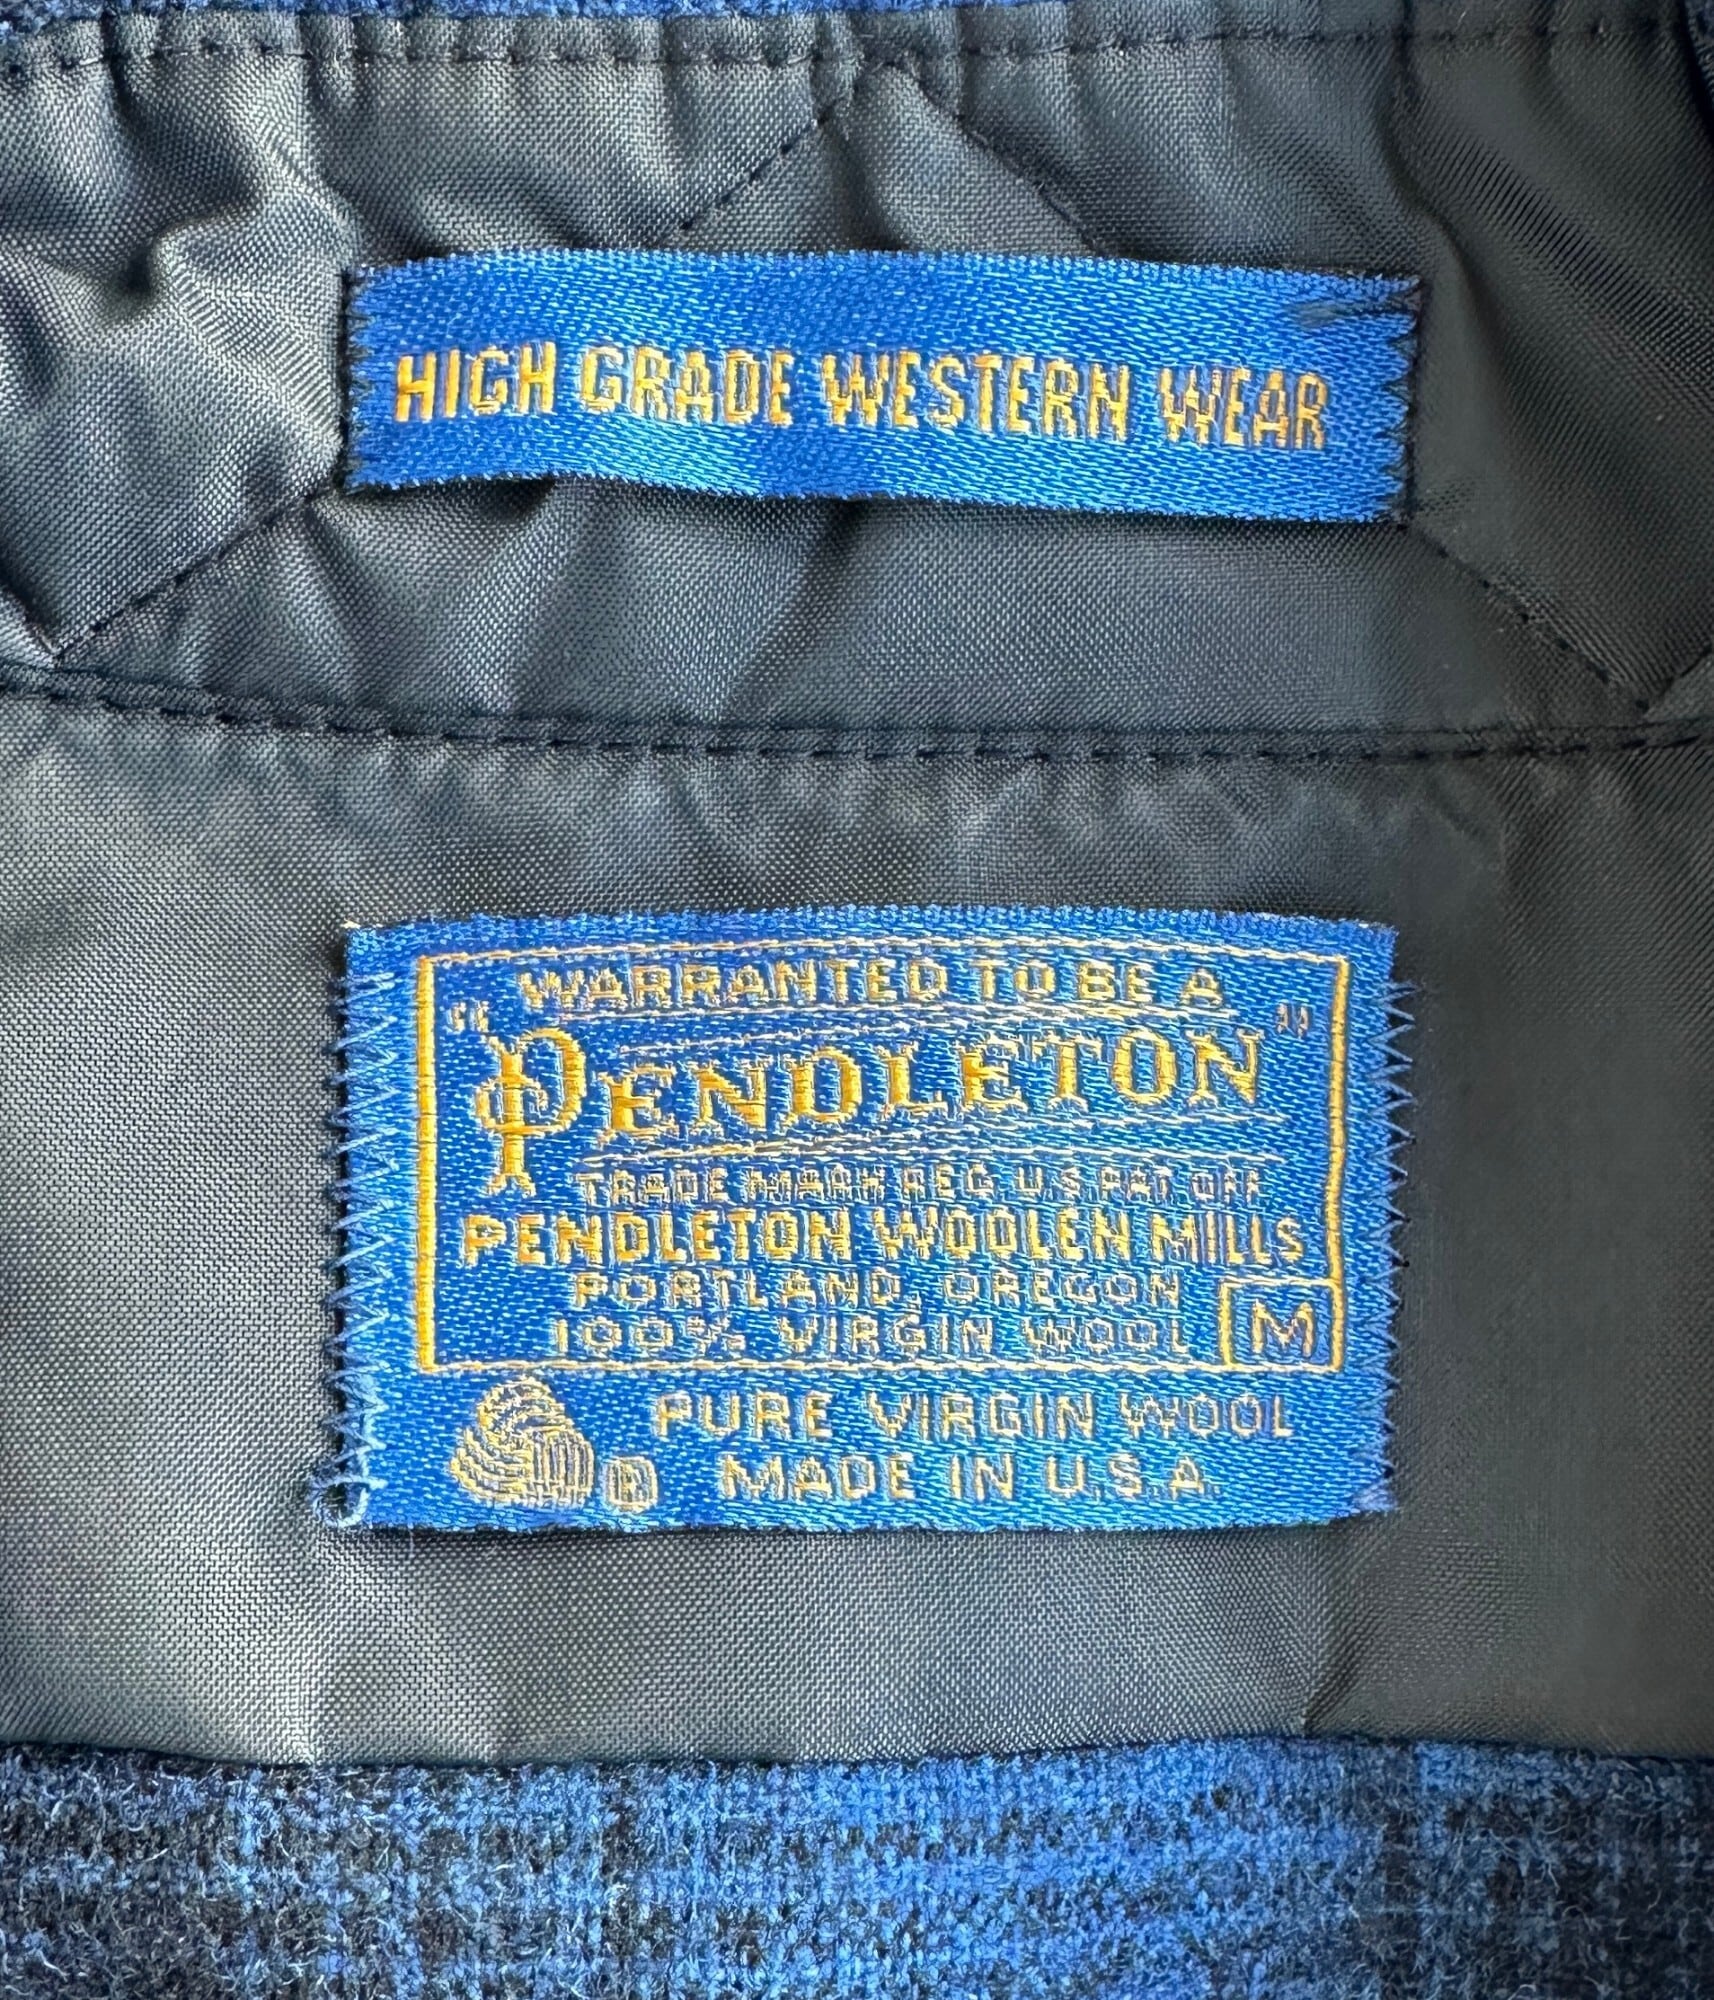 HIGH GRADE WESTERN WEAR
WARRANTED TO BE A
"PENDLETON"
TRADE MARK REG. U.S. PAT. OFF.
PENDLETON WOOLEN MILLS
PORTLAND, OREGON
100% VIRGIN WOOL M
PURE VIRGIN WOOL
® MADE IN U.S.A.